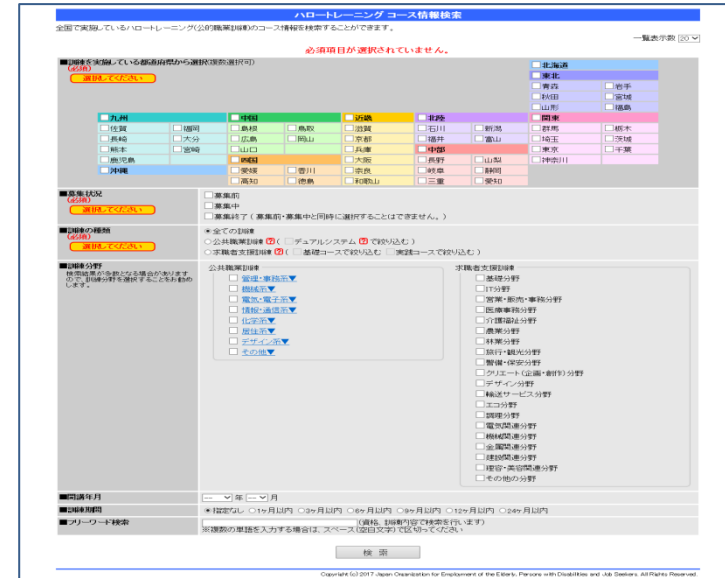 ハロートレーニング コース情報検索
全国で実施しているハロートレーニング(公的職業訓練)のコース情報を検索することができます。
一覧表示数 20
必須項目が選択されていません。
■訓練を実施している都道府県から選択(複数選択可)
(必須)
選択してください
北海道
東北
青森 岩手
秋田 宮城
山形 福島
九州 中国 近畿 北陸 関東
佐賀 福岡 島根 鳥取 滋賀 石川 新潟 群馬 栃木
長崎 大分 広島 岡山 京都 福井 富山 埼玉 茨城
熊本 宮崎 山口 兵庫 中部 東京 千葉
鹿児島 四国 大阪 長野 山梨 神奈川
沖縄 愛媛 香川 奈良 岐阜 静岡
高知 徳島 和歌山 三重 愛知
■募集状況
(必須)
選択してください
募集前
募集中
募集終了(募集前・募集中と同時に選択することはできません。)
■訓練の種類
(必須)
選択してください
全ての訓練
公共職業訓練 ?( デュアルシステム ? で絞り込む )
求職者支援訓練 ?( 基礎コースで絞り込む 実践コースで絞り込む )
■訓練分野
検索結果が多数となる場合があります
ので、訓練分野を選択することをお勧め
します。
公共職業訓練
管理・事務系▼
機械系▼
電気・電子系▼
情報・通信系▼
化学系▼
居住系▼
デザイン系▼
その他▼
求職者支援訓練
基礎分野
IT分野
営業・販売・事務分野
医療事務分野
介護福祉分野
農業分野
林業分野
旅行・観光分野
警備・保安分野
クリエート(企画・創作)分野
デザイン分野
輸送サービス分野
エコ分野
調理分野
電気関連分野
機械関連分野
金属関連分野
建設関連分野
理容・美容関連分野
その他の分野
■開講年月
-- 年 -- 月
■訓練期間
指定なし 1ヶ月以内 3ヶ月以内 6ヶ月以内 9ヶ月以内 12ヶ月以内 24ヶ月以内
■フリーワード検索
(資格、訓練内容で検索を行います)
※複数の単語を入力する場合は、スペース(空白文字)で区切ってください
検 索
Copyright (c) 2017 Japan Organization for Employment of the Elderly, Persons with Disabilities and Job Seekers. All Rights Reserved